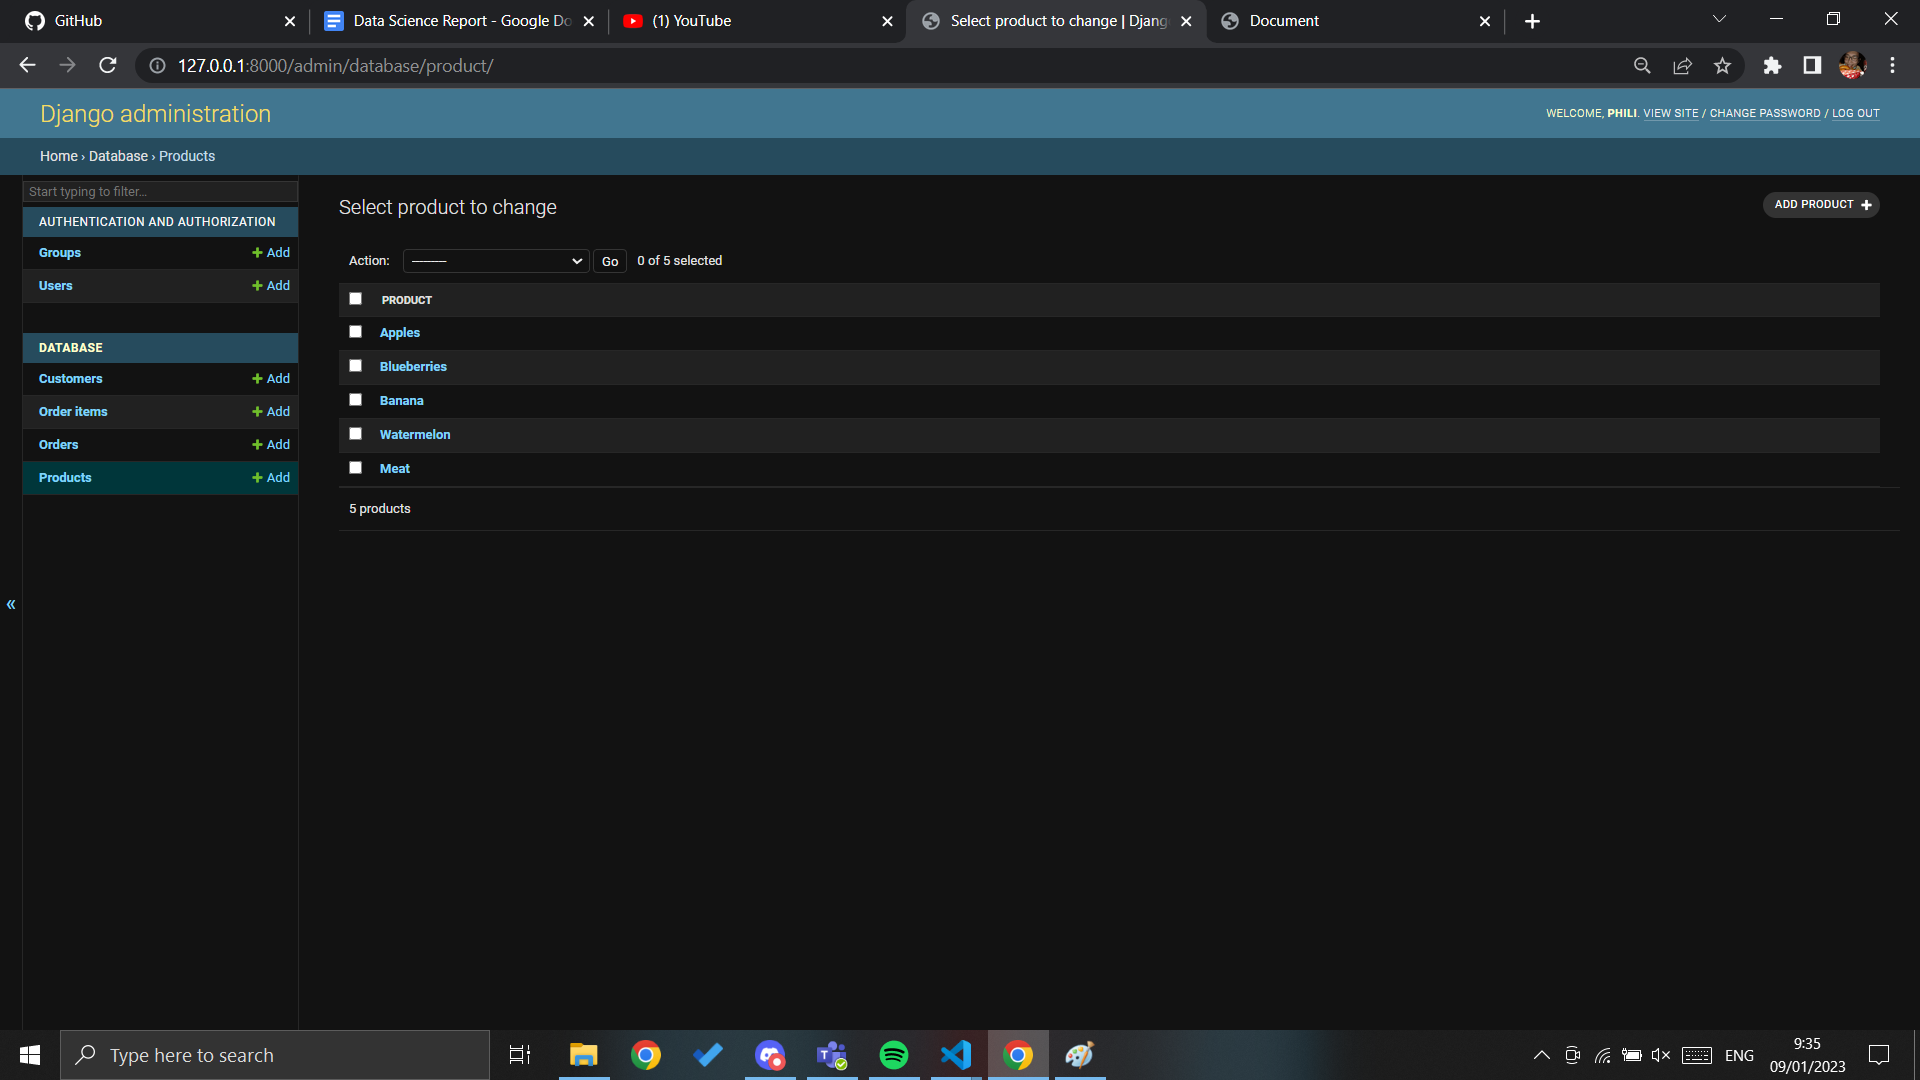 GitHub
Data Science Report - Google Do
(1) YouTube
Select product to change | Djang
Document
127.0.0.1:8000/admin/database/product/
Django administration
WELCOME, PHILI. VIEW SITE / CHANGE PASSWORD / LOG OUT
Home › Database › Products
Start typing to filter...
AUTHENTICATION AND AUTHORIZATION
Groups + Add
Users + Add
DATABASE
Customers + Add
Order items + Add
Orders + Add
Products + Add
«
Select product to change
ADD PRODUCT +
Action: --------- Go 0 of 5 selected
PRODUCT
Apples
Blueberries
Banana
Watermelon
Meat
5 products
Type here to search
ENG
9:35
09/01/2023